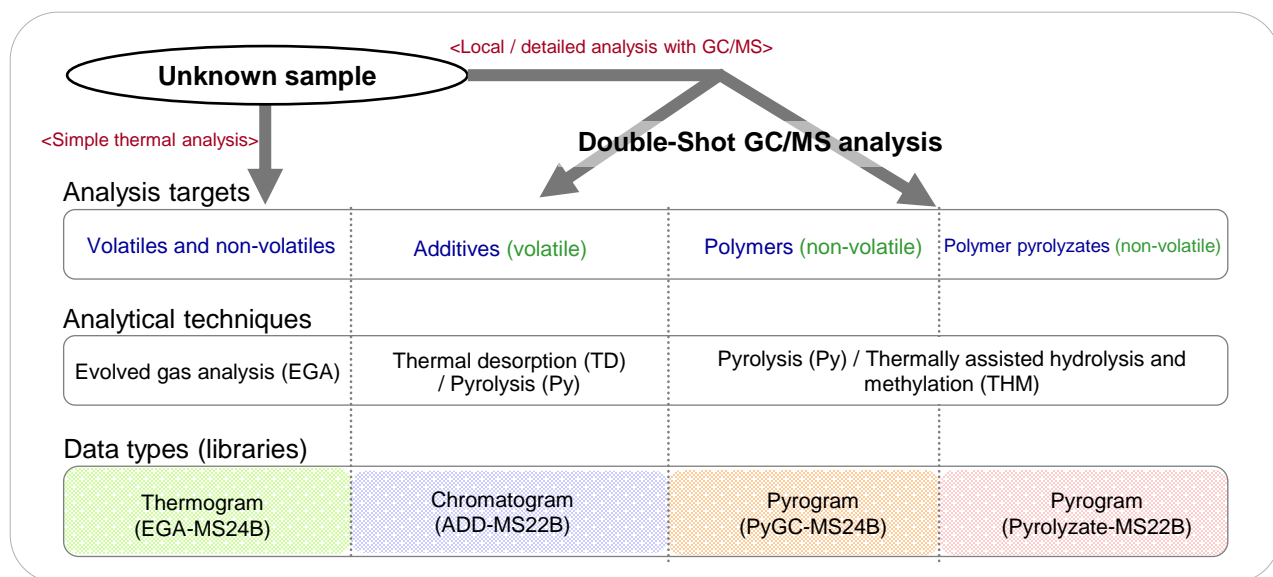 <Local / detailed analysis with GC/MS>
Unknown sample
<Simple thermal analysis>
Double-Shot GC/MS analysis
Analysis targets
Volatiles and non-volatiles
Additives (volatile)
Polymers (non-volatile)
Polymer pyrolyzates (non-volatile)
Analytical techniques
Evolved gas analysis (EGA)
Thermal desorption (TD)
/ Pyrolysis (Py)
Pyrolysis (Py) / Thermally assisted hydrolysis and
methylation (THM)
Data types (libraries)
Thermogram
(EGA-MS24B)
Chromatogram
(ADD-MS22B)
Pyrogram
(PyGC-MS24B)
Pyrogram
(Pyrolyzate-MS22B)